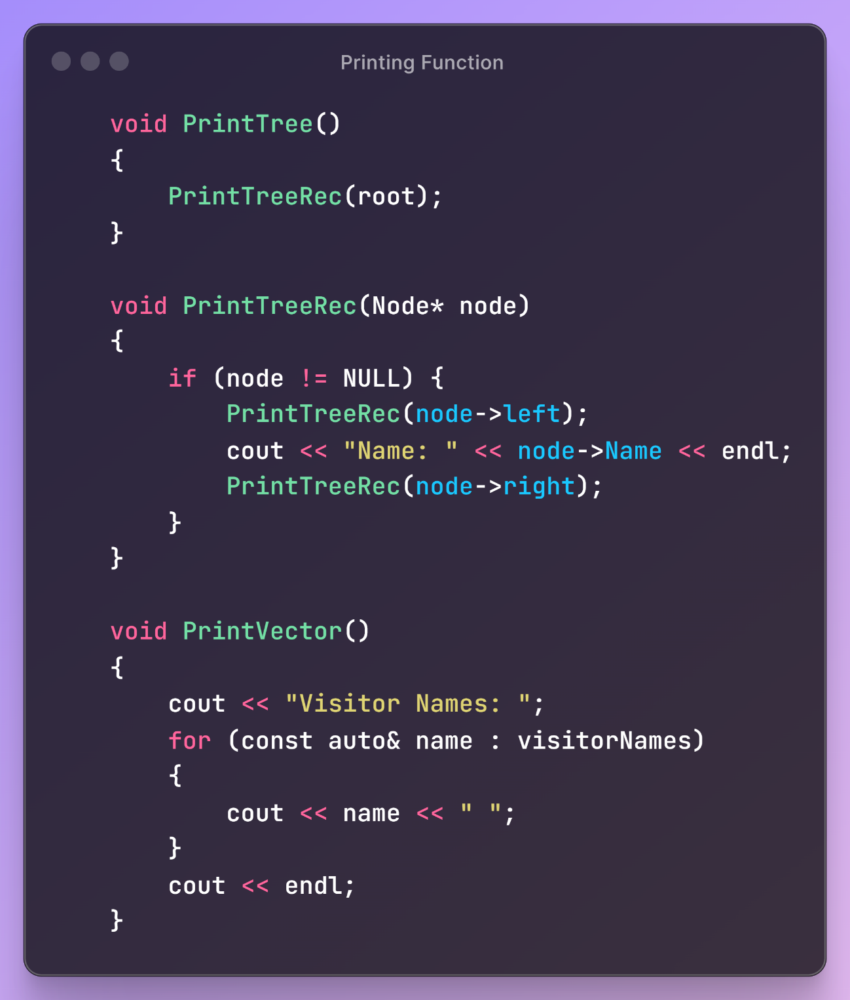 Printing Function
void PrintTree()
{
    PrintTreeRec(root);
}

void PrintTreeRec(Node* node)
{
    if (node != NULL) {
        PrintTreeRec(node->left);
        cout << "Name: " << node->Name << endl;
        PrintTreeRec(node->right);
    }
}

void PrintVector()
{
    cout << "Visitor Names: ";
    for (const auto& name : visitorNames)
    {
        cout << name << " ";
    }
    cout << endl;
}